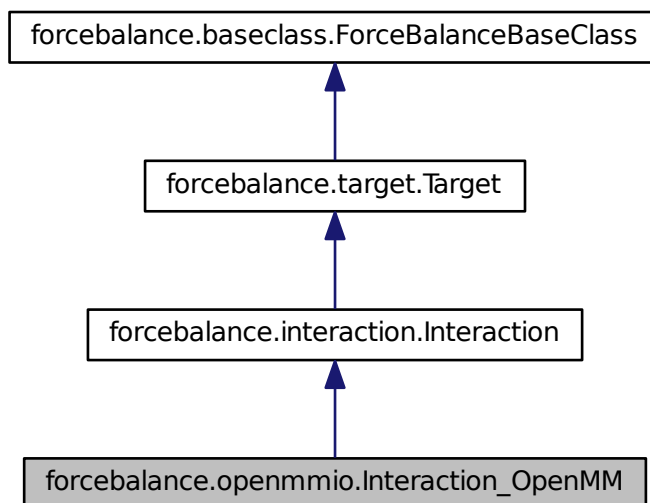 forcebalance.baseclass.ForceBalanceBaseClass
forcebalance.target.Target
forcebalance.interaction.Interaction
forcebalance.openmmio.Interaction_OpenMM